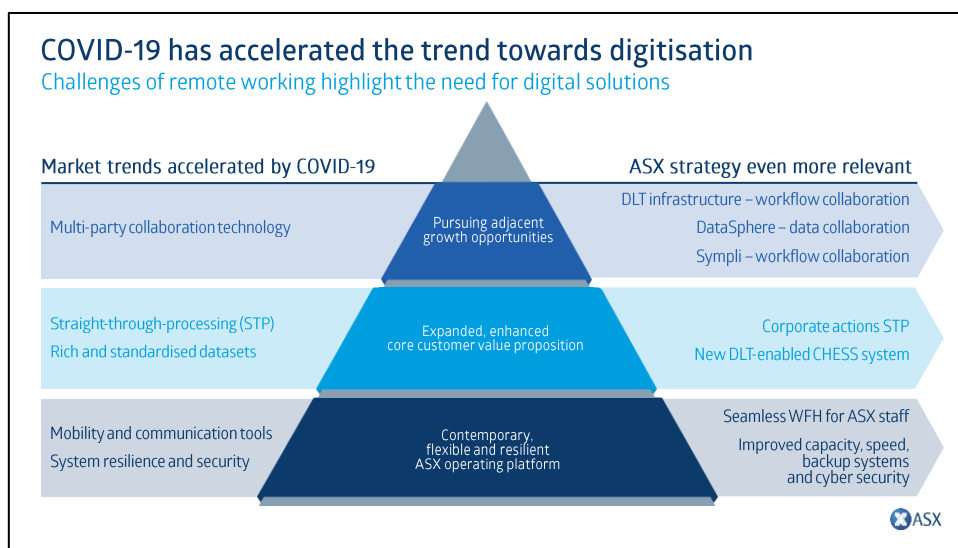 COVID-19 has accelerated the trend towards digitisation
Challenges of remote working highlight the need for digital solutions
Market trends accelerated by COVID-19
ASX strategy even more relevant
Multi-party collaboration technology
Pursuing adjacent
growth opportunities
DLT infrastructure – workflow collaboration
DataSphere – data collaboration
Sympli – workflow collaboration
Straight-through-processing (STP)
Rich and standardised datasets
Expanded, enhanced
core customer value proposition
Corporate actions STP
New DLT-enabled CHESS system
Mobility and communication tools
System resilience and security
Contemporary,
flexible and resilient
ASX operating platform
Seamless WFH for ASX staff
Improved capacity, speed,
backup systems
and cyber security
ASX